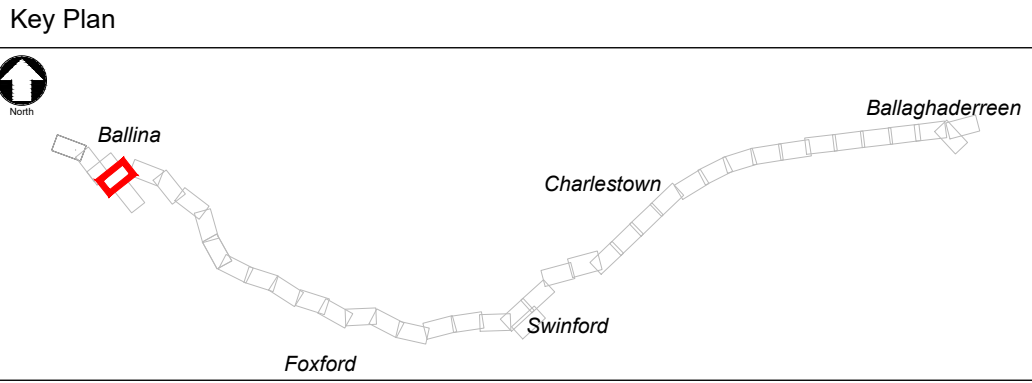 Key Plan
North
Ballina
Ballaghaderreen
Charlestown
Swinford
Foxford